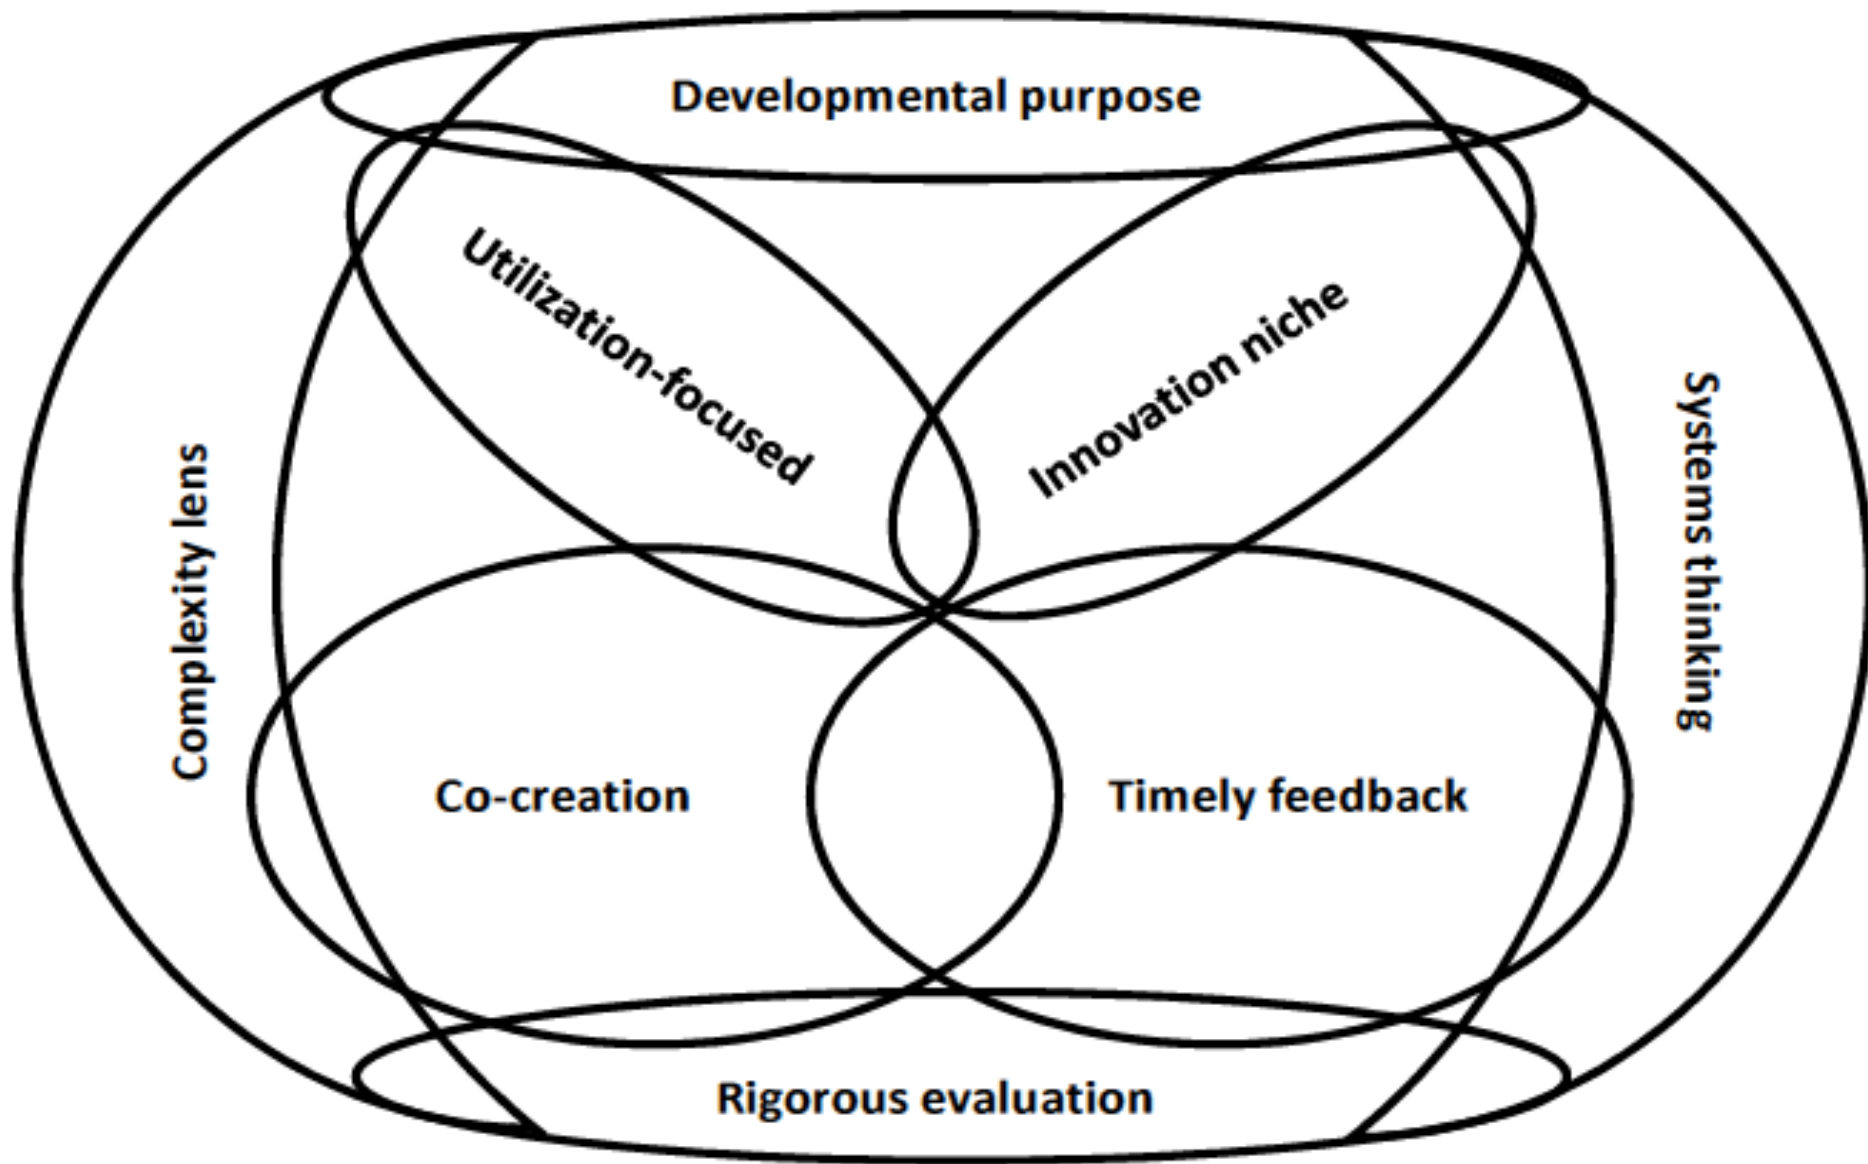 Developmental purpose
Utilization-focused
Innovation niche
Complexity lens
Systems thinking
Co-creation
Timely feedback
Rigorous evaluation